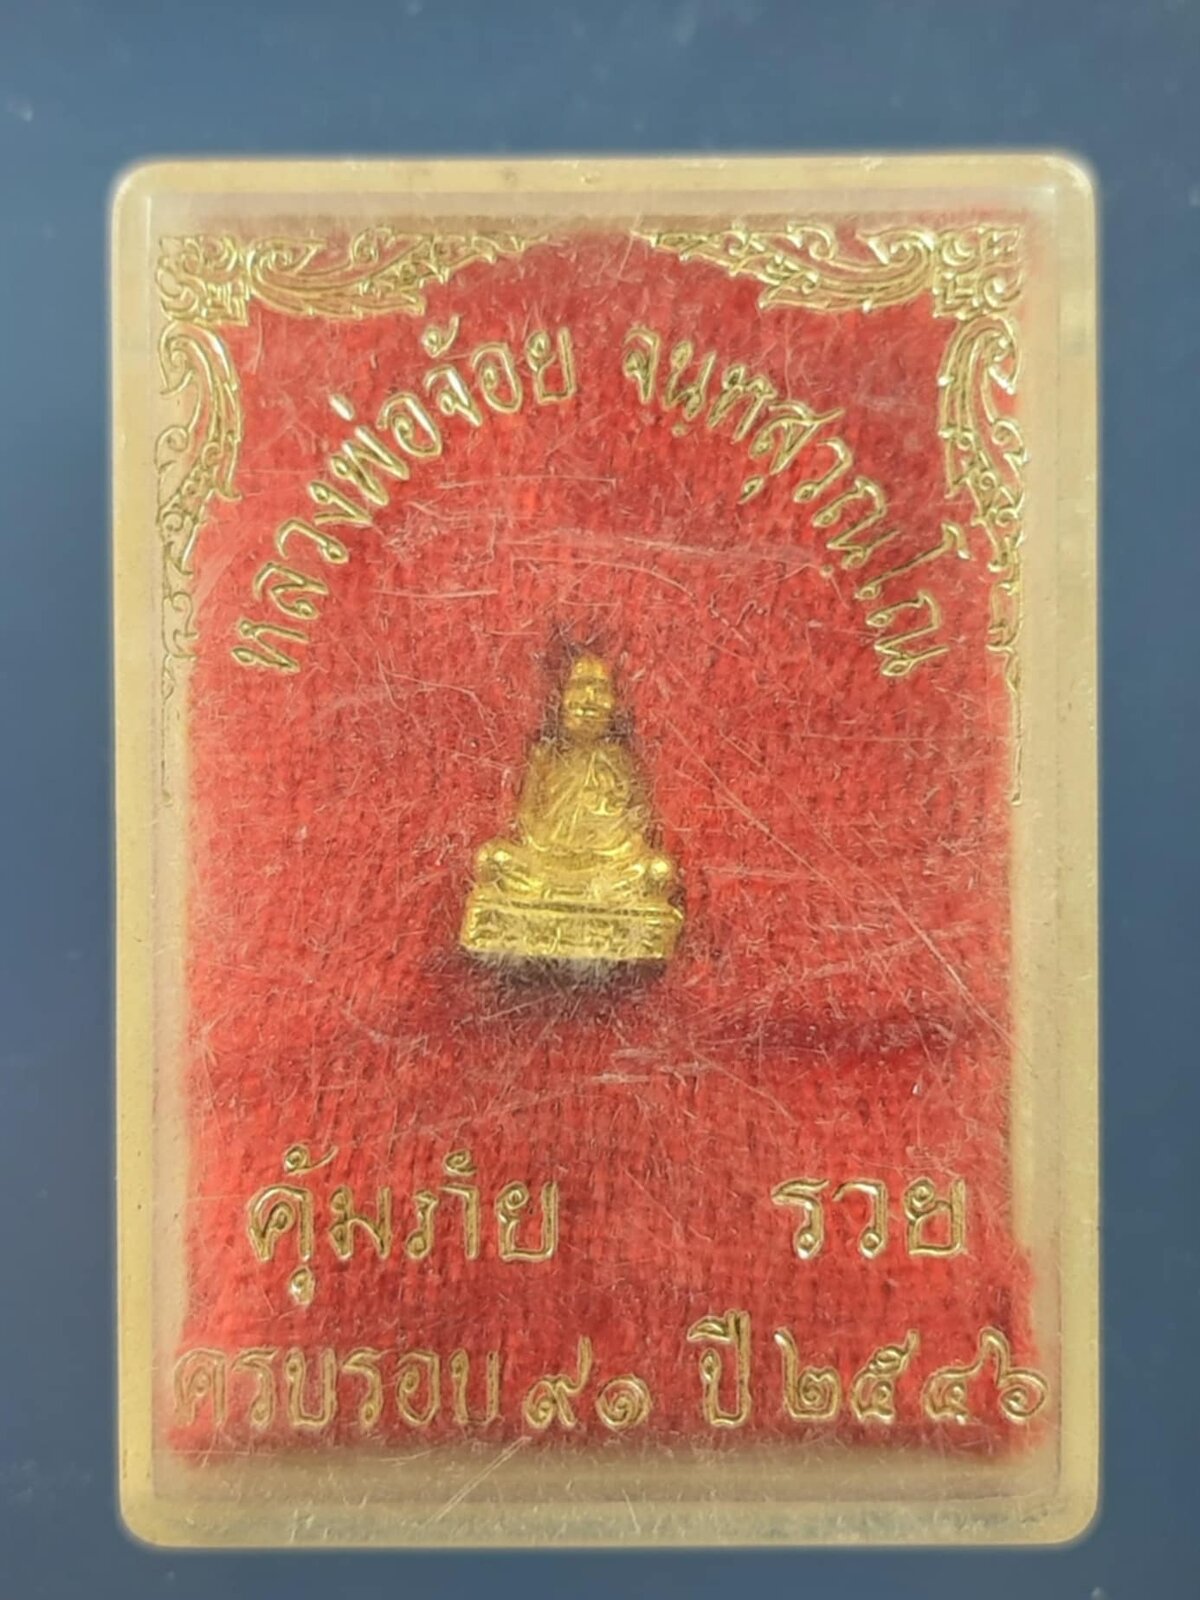 หลวงพ่อจ้อย จนฺทสุวณฺโณ
คุ้มภัย รวย
ครบรอบ ๙๑ ปี ๒๕๔๖